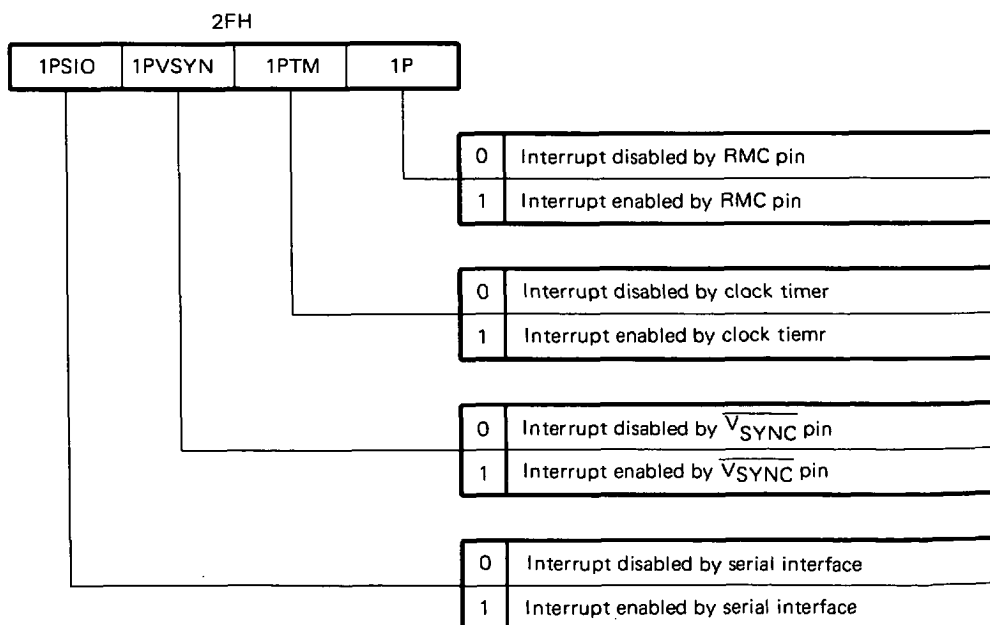 2FH
1PSIO 1PVSYN 1PTM 1P
0 Interrupt disabled by RMC pin
1 Interrupt enabled by RMC pin
0 Interrupt disabled by clock timer
1 Interrupt enabled by clock tiemr
0 Interrupt disabled by VSYNC pin
1 Interrupt enabled by VSYNC pin
0 Interrupt disabled by serial interface
1 Interrupt enabled by serial interface